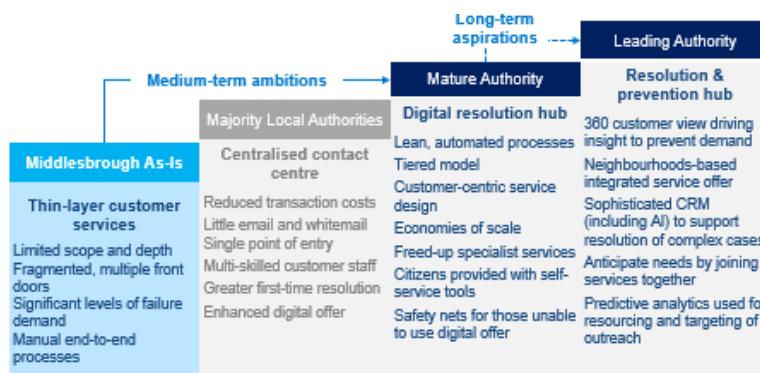 Long-term
aspirations
Leading Authority
Medium-term ambitions
Mature Authority
Resolution &
prevention hub
Majority Local Authorities
Digital resolution hub
Middlesbrough As-Is
Thin-layer customer
services
Limited scope and depth
Fragmented, multiple front
doors
Significant levels of failure
demand
Manual end-to-end
processes
Centralised contact
centre
Reduced transaction costs
Little email and whitemail
Single point of entry
Multi-skilled customer staff
Greater first-time resolution
Enhanced digital offer
Lean, automated processes
Tiered model
Customer-centric service
design
Economies of scale
Freed-up specialist services
Citizens provided with self-
service tools
Safety nets for those unable
to use digital offer
360 customer view driving
insight to prevent demand
Neighbourhoods-based
integrated service offer
Sophisticated CRM
(including AI) to support
resolution of complex cases
Anticipate needs by joining
services together
Predictive analytics used fo
resourcing and targeting of
outreach